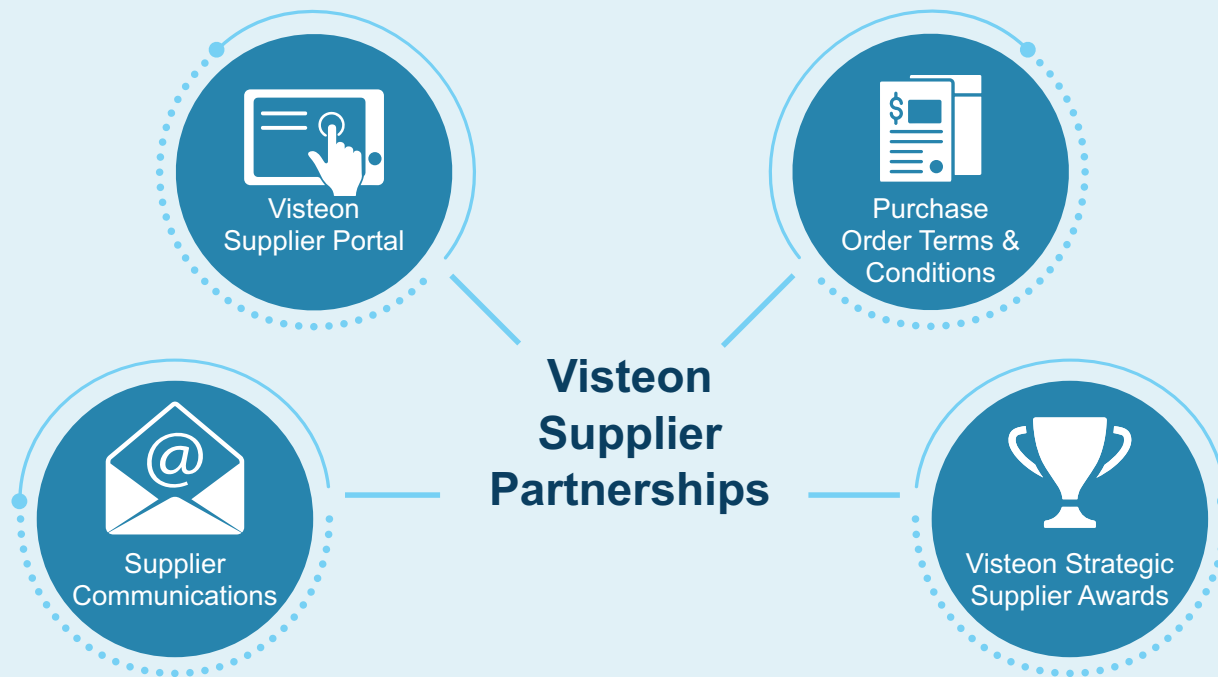 Visteon
Supplier Portal
$
Purchase
Order Terms &
Conditions
Visteon
Supplier
Partnerships
@
Supplier
Communications
Visteon Strategic
Supplier Awards